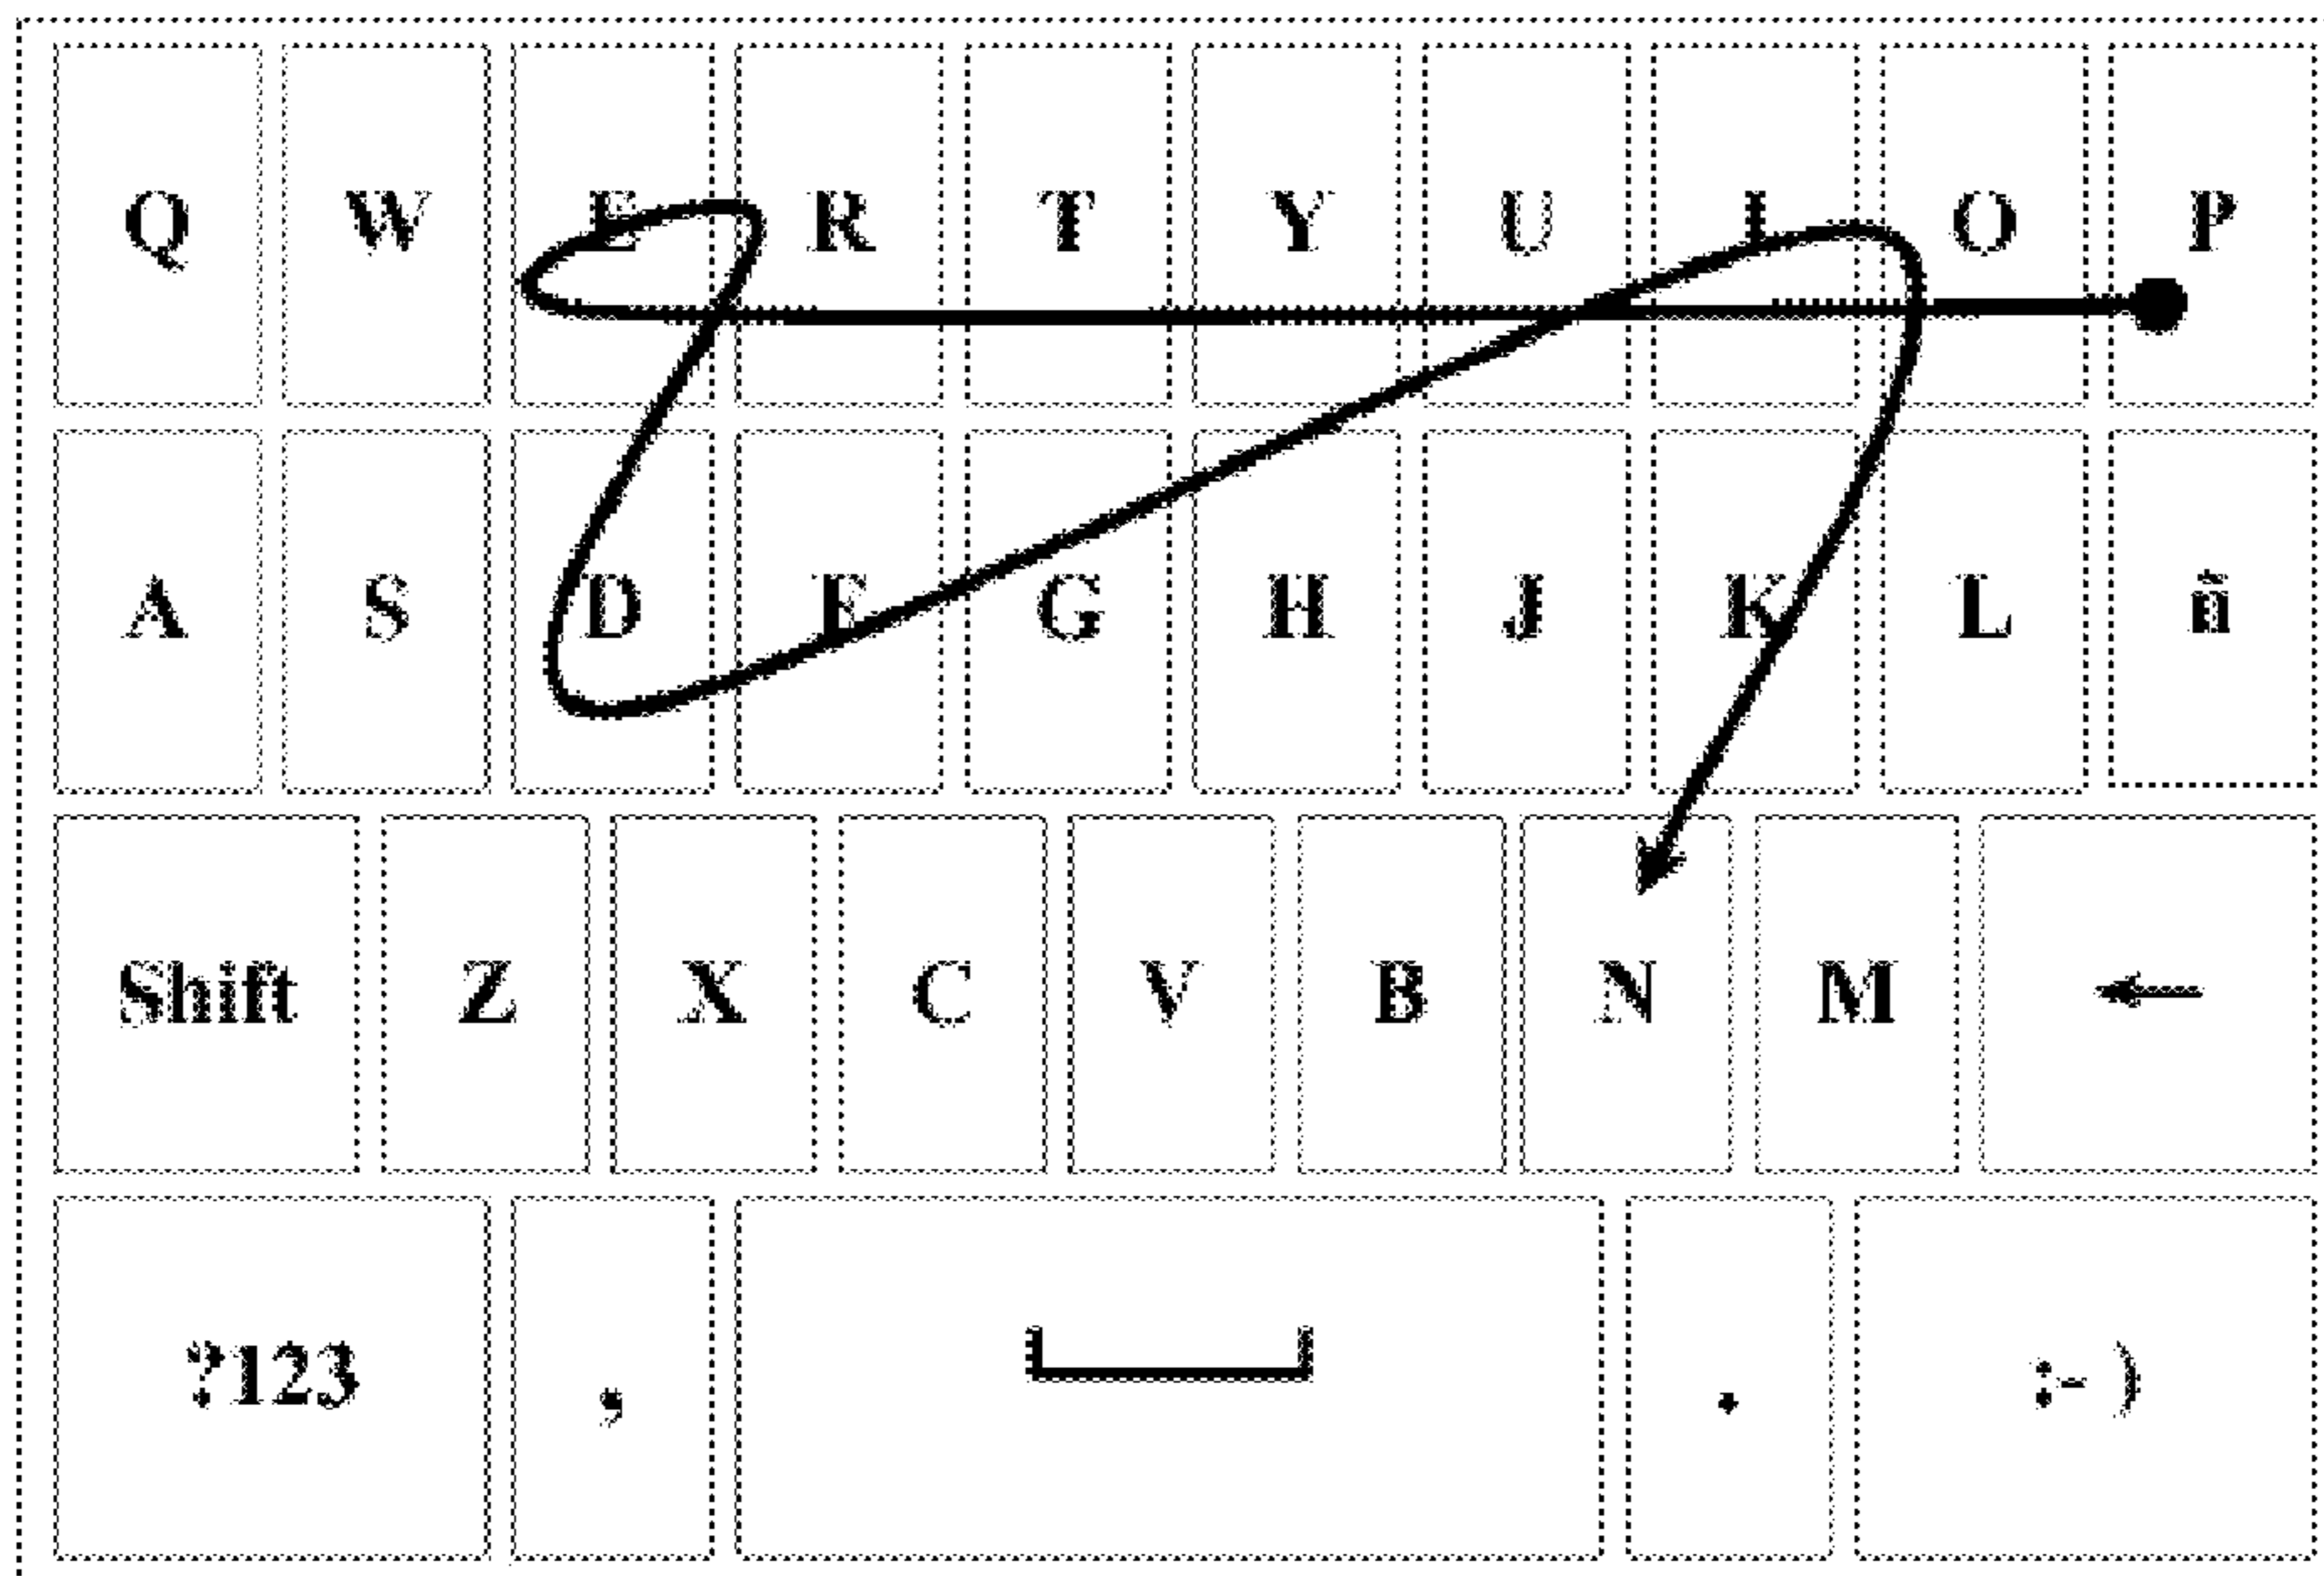 Q W E R T Y U I O P
A S D F G H J K L ñ
Shift Z X C V B N M ←
?123 , . :- )